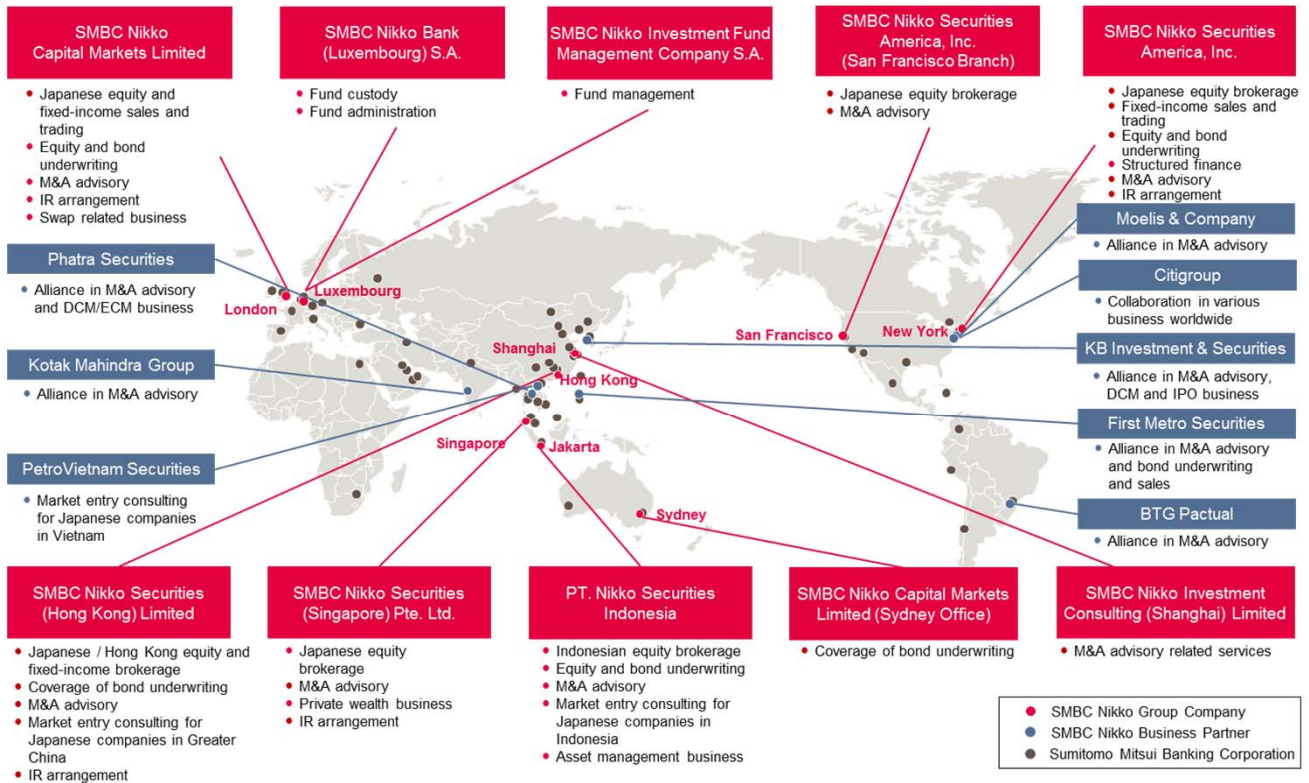 SMBC Nikko
Capital Markets Limited
• Japanese equity and
fixed-income sales and
trading
• Equity and bond
underwriting
• M&A advisory
• IR arrangement
• Swap related business
SMBC Nikko Bank
(Luxembourg) S.A.
• Fund custody
• Fund administration
SMBC Nikko Investment Fund
Management Company S.A.
• Fund management
SMBC Nikko Securities
America, Inc.
(San Francisco Branch)
• Japanese equity brokerage
• M&A advisory
SMBC Nikko Securities
America, Inc.
• Japanese equity brokerage
• Fixed-income sales and
trading
• Equity and bond
underwriting
• Structured finance
• M&A advisory
• IR arrangement
Phatra Securities
• Alliance in M&A advisory
and DCM/ECM business
Kotak Mahindra Group
• Alliance in M&A advisory
PetroVietnam Securities
• Market entry consulting
for Japanese companies
in Vietnam
London
Luxembourg
Shanghai
Hong Kong
Singapore
Jakarta
Sydney
San Francisco
New York
Moelis & Company
• Alliance in M&A advisory
Citigroup
• Collaboration in various
business worldwide
KB Investment & Securities
• Alliance in M&A advisory,
DCM and IPO business
First Metro Securities
• Alliance in M&A advisory
and bond underwriting
and sales
BTG Pactual
• Alliance in M&A advisory
SMBC Nikko Securities
(Hong Kong) Limited
• Japanese / Hong Kong equity and
fixed-income brokerage
• Coverage of bond underwriting
• M&A advisory
• Market entry consulting for
Japanese companies in Greater
China
• IR arrangement
SMBC Nikko Securities
(Singapore) Pte. Ltd.
• Japanese equity
brokerage
• M&A advisory
• Private wealth business
• IR arrangement
PT. Nikko Securities
Indonesia
• Indonesian equity brokerage
• Equity and bond underwriting
• M&A advisory
• Market entry consulting for
Japanese companies in
Indonesia
• Asset management business
SMBC Nikko Capital Markets
Limited (Sydney Office)
• Coverage of bond underwriting
SMBC Nikko Investment
Consulting (Shanghai) Limited
• M&A advisory related services
• SMBC Nikko Group Company
• SMBC Nikko Business Partner
• Sumitomo Mitsui Banking Corporation